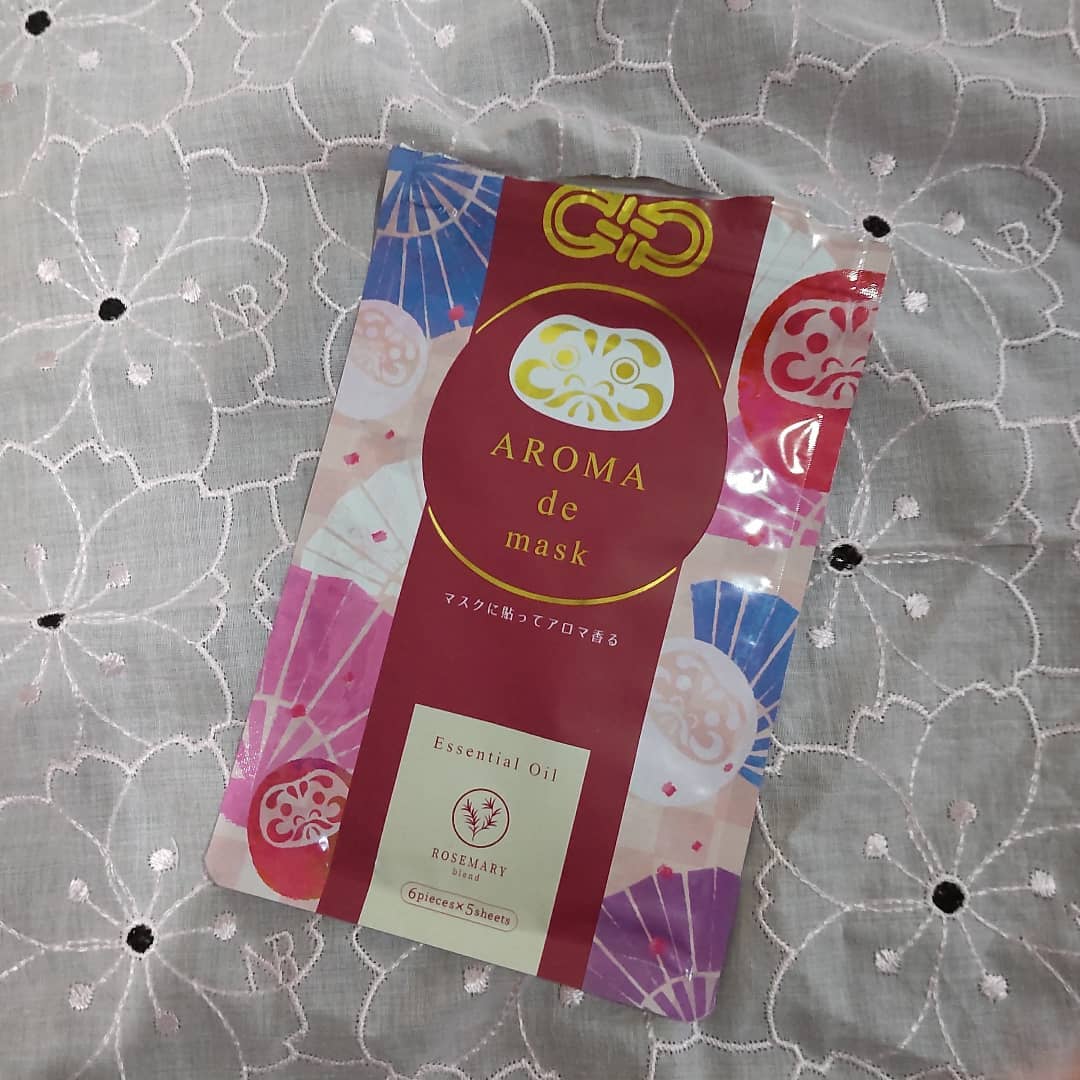 AROMA
de
mask
マスクに貼ってアロマ香る
Essential Oil
ROSEMARY
blend
6pieces×5sheets